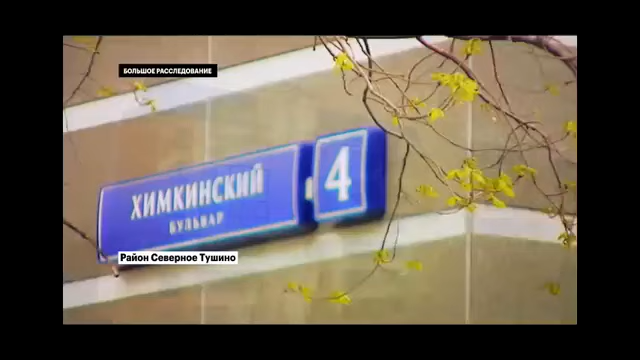 БОЛЬШОЕ РАССЛЕДОВАНИЕ
ХИМКИНСКИЙ
БУЛЬВАР
4
Район Северное Тушино